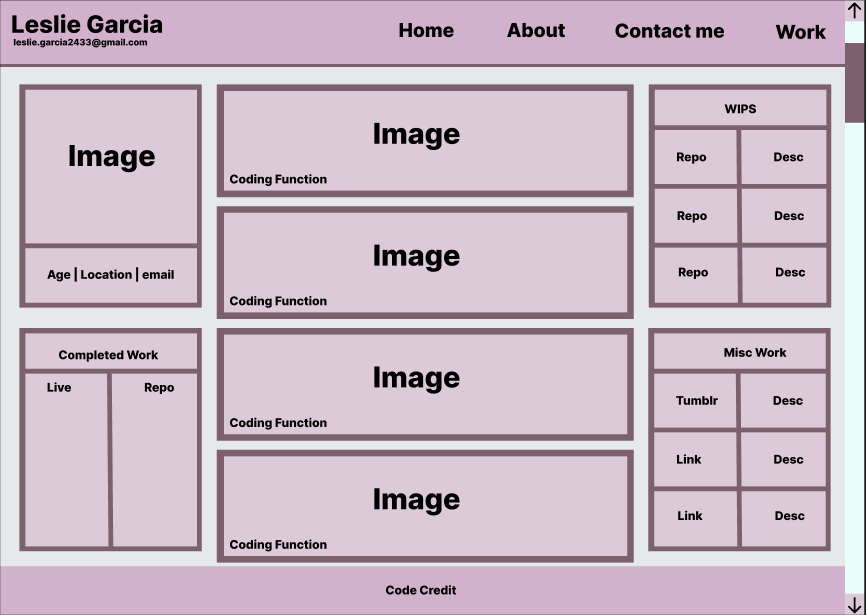 Leslie Garcia
leslie.garcia2433@gmail.com
Home About Contact me Work
Image
Age | Location | email
Completed Work
Live Repo
Image
Coding Function
Image
Coding Function
Image
Coding Function
Image
Coding Function
WIPS
Repo Desc
Repo Desc
Repo Desc
Misc Work
Tumblr Desc
Link Desc
Link Desc
Code Credit